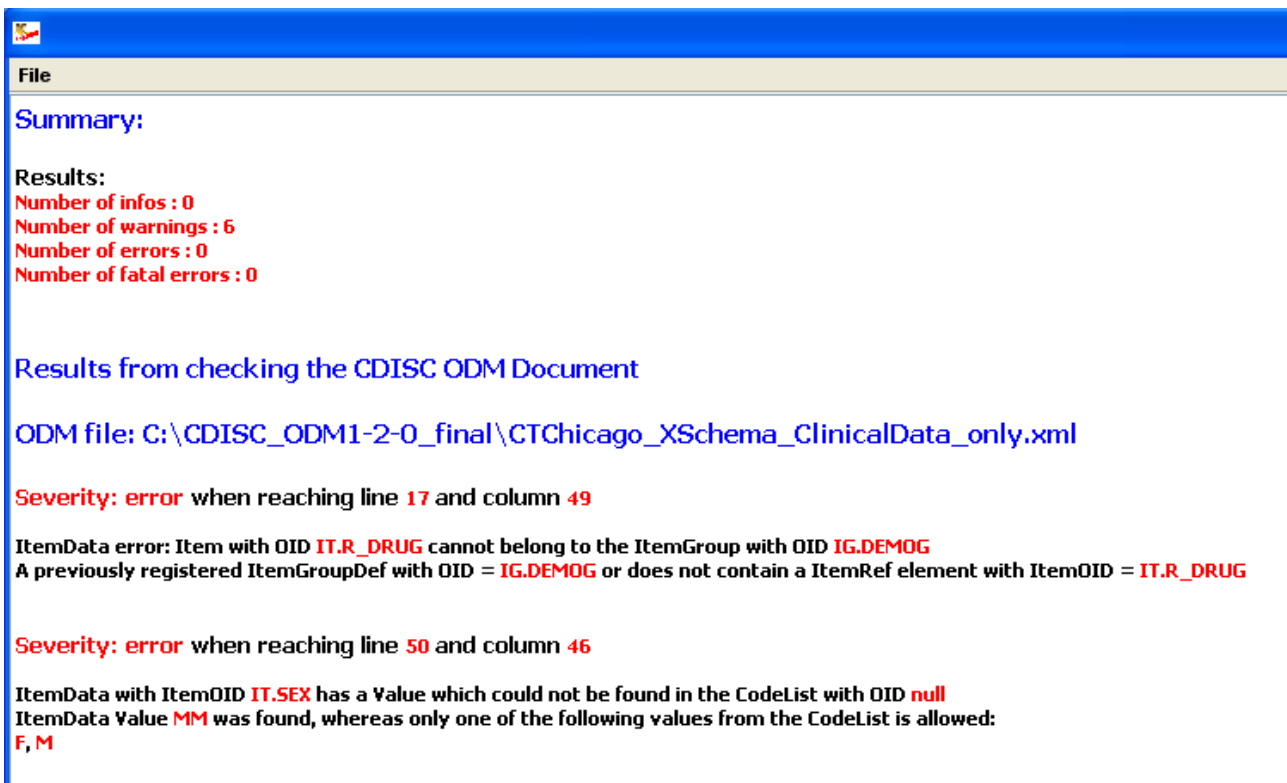 File
Summary:
Results:
Number of infos : 0
Number of warnings : 6
Number of errors : 0
Number of fatal errors : 0
Results from checking the CDISC ODM Document
ODM file: C:\CDISC_ODM1-2-0_final\CTChicago_XSchema_ClinicalData_only.xml
Severity: error when reaching line 17 and column 49
ItemData error: Item with OID IT.R_DRUG cannot belong to the ItemGroup with OID IG.DEMOG
A previously registered ItemGroupDef with OID = IG.DEMOG or does not contain a ItemRef element with ItemOID = IT.R_DRUG
Severity: error when reaching line 50 and column 46
ItemData with ItemOID IT.SEX has a Value which could not be found in the CodeList with OID null
ItemData Value MM was found, whereas only one of the following values from the CodeList is allowed:
F, M